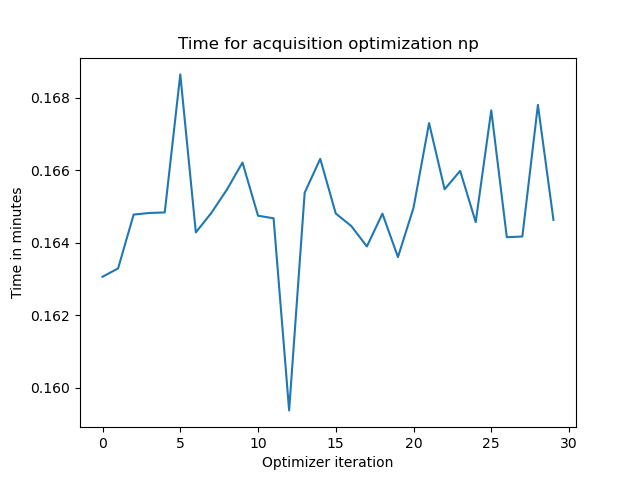 Time for acquisition optimization np
Time in minutes
0.168
0.166
0.164
0.162
0.160
0 5 10 15 20 25 30
Optimizer iteration